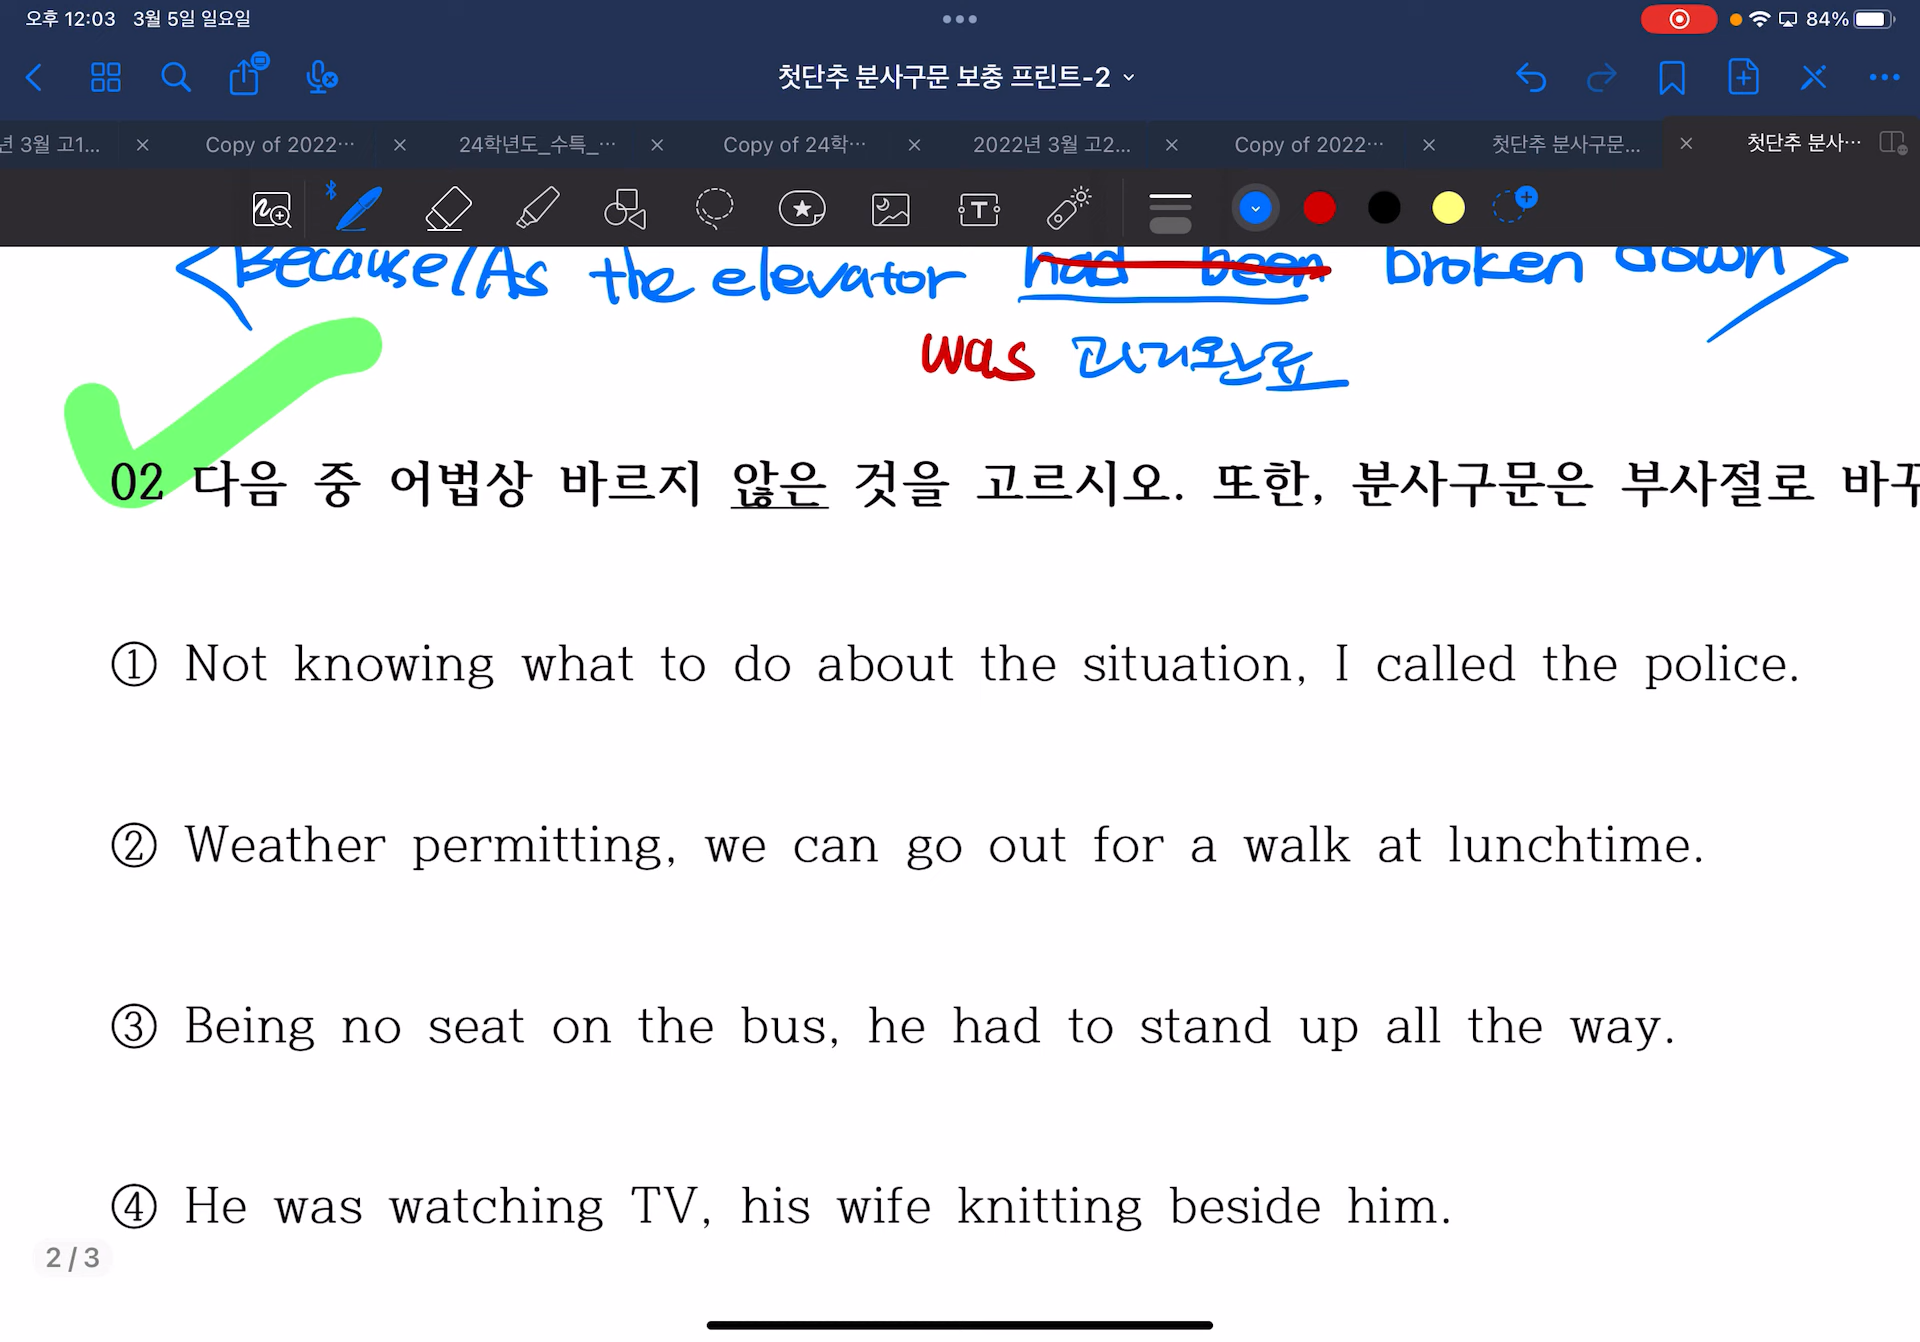 오후 12:03 3월 5일 일요일
84%
첫단추 분사구문 보충 프린트-2
년 3월 고1... Copy of 2022... 24학년도_수특_... Copy of 24학... 2022년 3월 고2... Copy of 2022... 첫단추 분사구문... 첫단추 분사...
<Because/As the elevator had been broken down>
was 과거완료
02 다음 중 어법상 바르지 않은 것을 고르시오. 또한, 분사구문은 부사절로 바꾸
① Not knowing what to do about the situation, I called the police.
② Weather permitting, we can go out for a walk at lunchtime.
③ Being no seat on the bus, he had to stand up all the way.
④ He was watching TV, his wife knitting beside him.
2 / 3